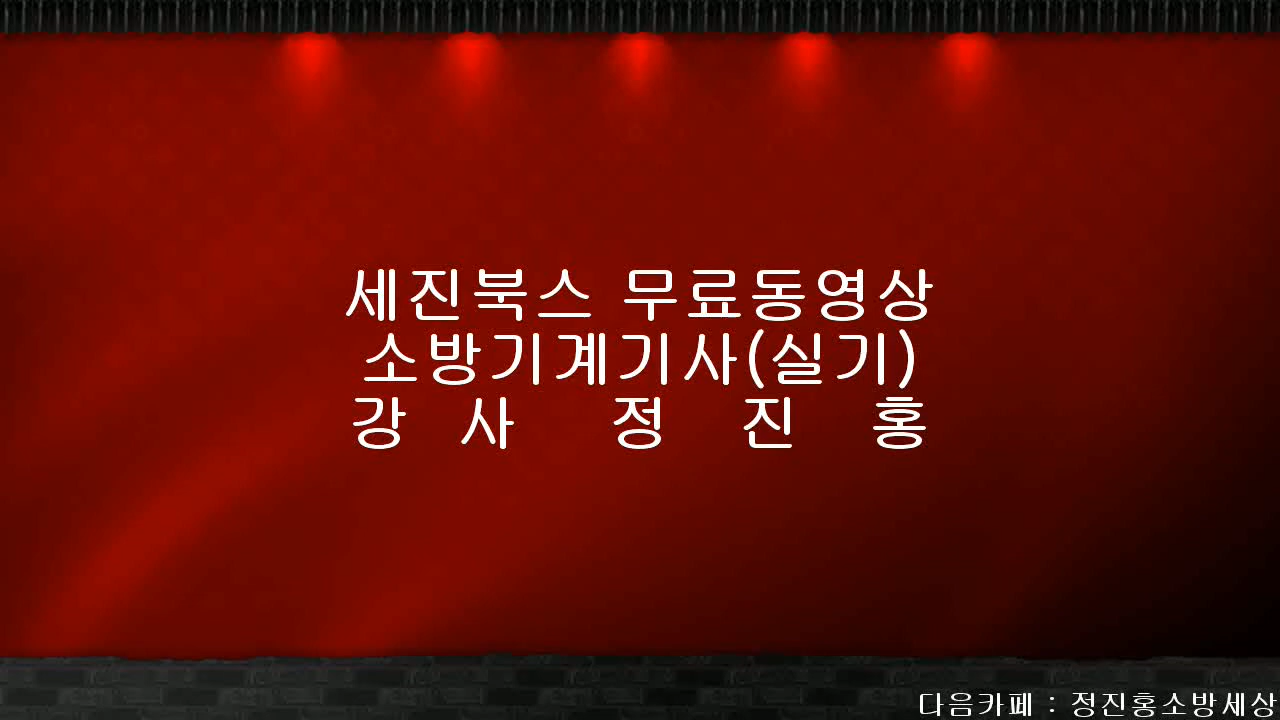 세진북스 무료동영상
소방기계기사(실기)
강 사 정 진 홍
다음카페 : 정진홍소방세상